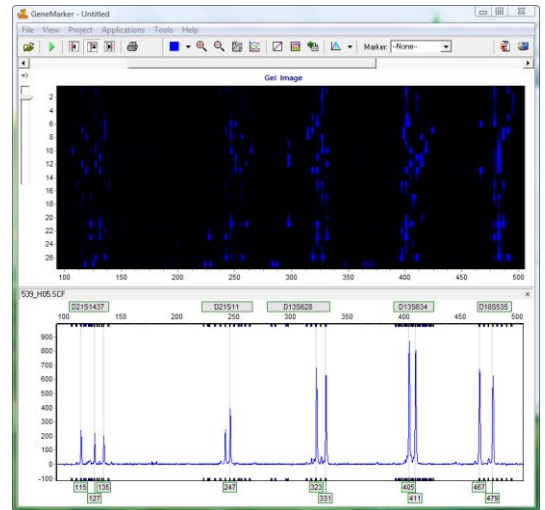 GeneMarker - Untitled
File View Project Applications Tools Help
Marker: --None--
Gel Image
2
4
6
8
10
12
14
16
18
20
22
24
26
100 150 200 250 300 350 400 450 500
539_H05.SCF
D21S1437 D21S11 D13S628 D13S634 D18S535
100 150 200 250 300 350 400 450 500
900
800
700
600
500
400
300
200
100
0
-100
115 135 247 323 405 467
127 331 411 479